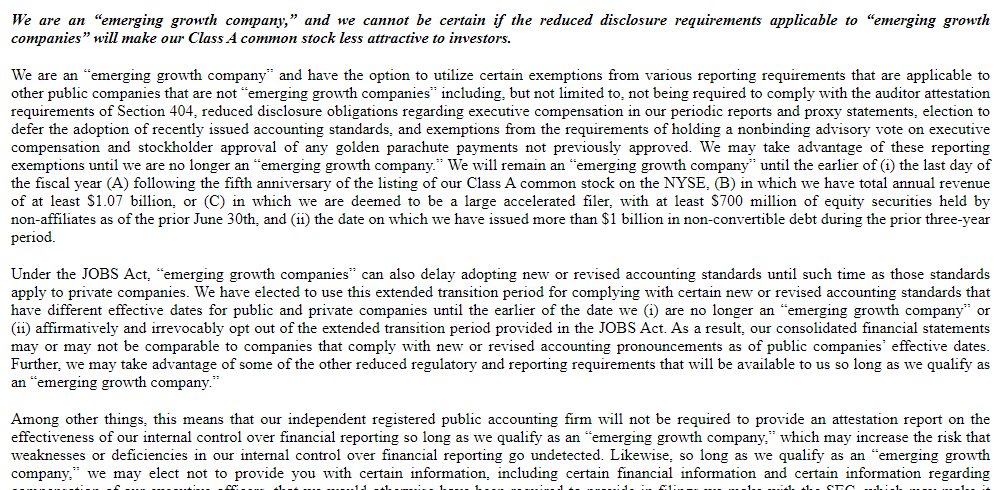 We are an “emerging growth company,” and we cannot be certain if the reduced disclosure requirements applicable to “emerging growth
companies” will make our Class A common stock less attractive to investors.
We are an “emerging growth company” and have the option to utilize certain exemptions from various reporting requirements that are applicable to
other public companies that are not “emerging growth companies” including, but not limited to, not being required to comply with the auditor attestation
requirements of Section 404, reduced disclosure obligations regarding executive compensation in our periodic reports and proxy statements, election to
defer the adoption of recently issued accounting standards, and exemptions from the requirements of holding a nonbinding advisory vote on executive
compensation and stockholder approval of any golden parachute payments not previously approved. We may take advantage of these reporting
exemptions until we are no longer an “emerging growth company.” We will remain an “emerging growth company” until the earlier of (i) the last day of
the fiscal year (A) following the fifth anniversary of the listing of our Class A common stock on the NYSE, (B) in which we have total annual revenue
of at least $1.07 billion, or (C) in which we are deemed to be a large accelerated filer, with at least $700 million of equity securities held by
non-affiliates as of the prior June 30th, and (ii) the date on which we have issued more than $1 billion in non-convertible debt during the prior three-year
period.
Under the JOBS Act, “emerging growth companies” can also delay adopting new or revised accounting standards until such time as those standards
apply to private companies. We have elected to use this extended transition period for complying with certain new or revised accounting standards that
have different effective dates for public and private companies until the earlier of the date we (i) are no longer an “emerging growth company” or
(ii) affirmatively and irrevocably opt out of the extended transition period provided in the JOBS Act. As a result, our consolidated financial statements
may or may not be comparable to companies that comply with new or revised accounting pronouncements as of public companies’ effective dates.
Further, we may take advantage of some of the other reduced regulatory and reporting requirements that will be available to us so long as we qualify as
an “emerging growth company.”
Among other things, this means that our independent registered public accounting firm will not be required to provide an attestation report on the
effectiveness of our internal control over financial reporting so long as we qualify as an “emerging growth company,” which may increase the risk that
weaknesses or deficiencies in our internal control over financial reporting go undetected. Likewise, so long as we qualify as an “emerging growth
company,” we may elect not to provide you with certain information, including certain financial information and certain information regarding